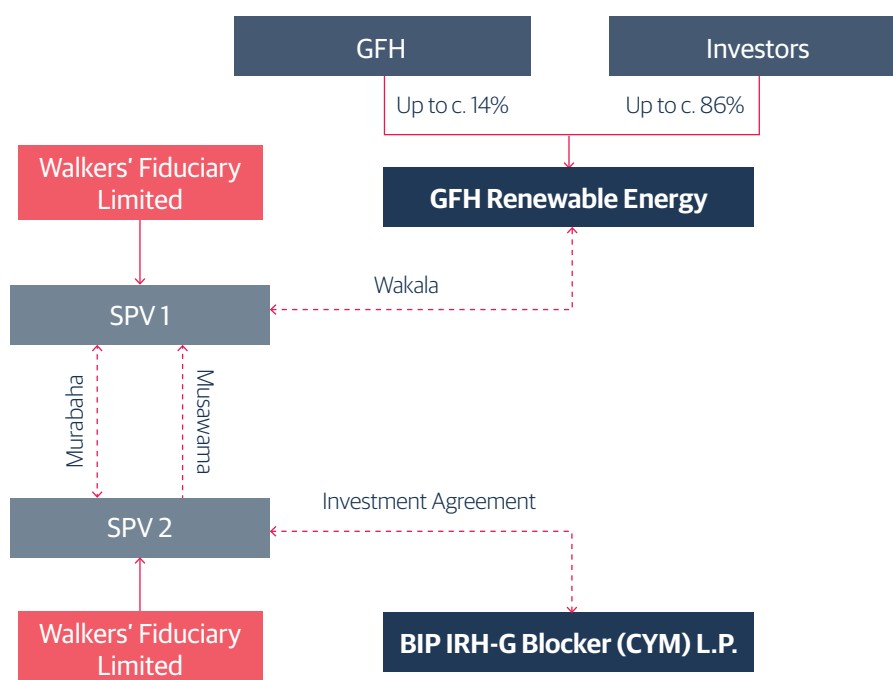 GFH
Investors
Up to c. 14%
Up to c. 86%
Walkers’ Fiduciary
Limited
GFH Renewable Energy
Wakala
SPV 1
Murabaha
Musawama
Investment Agreement
SPV 2
Walkers’ Fiduciary
Limited
BIP IRH-G Blocker (CYM) L.P.